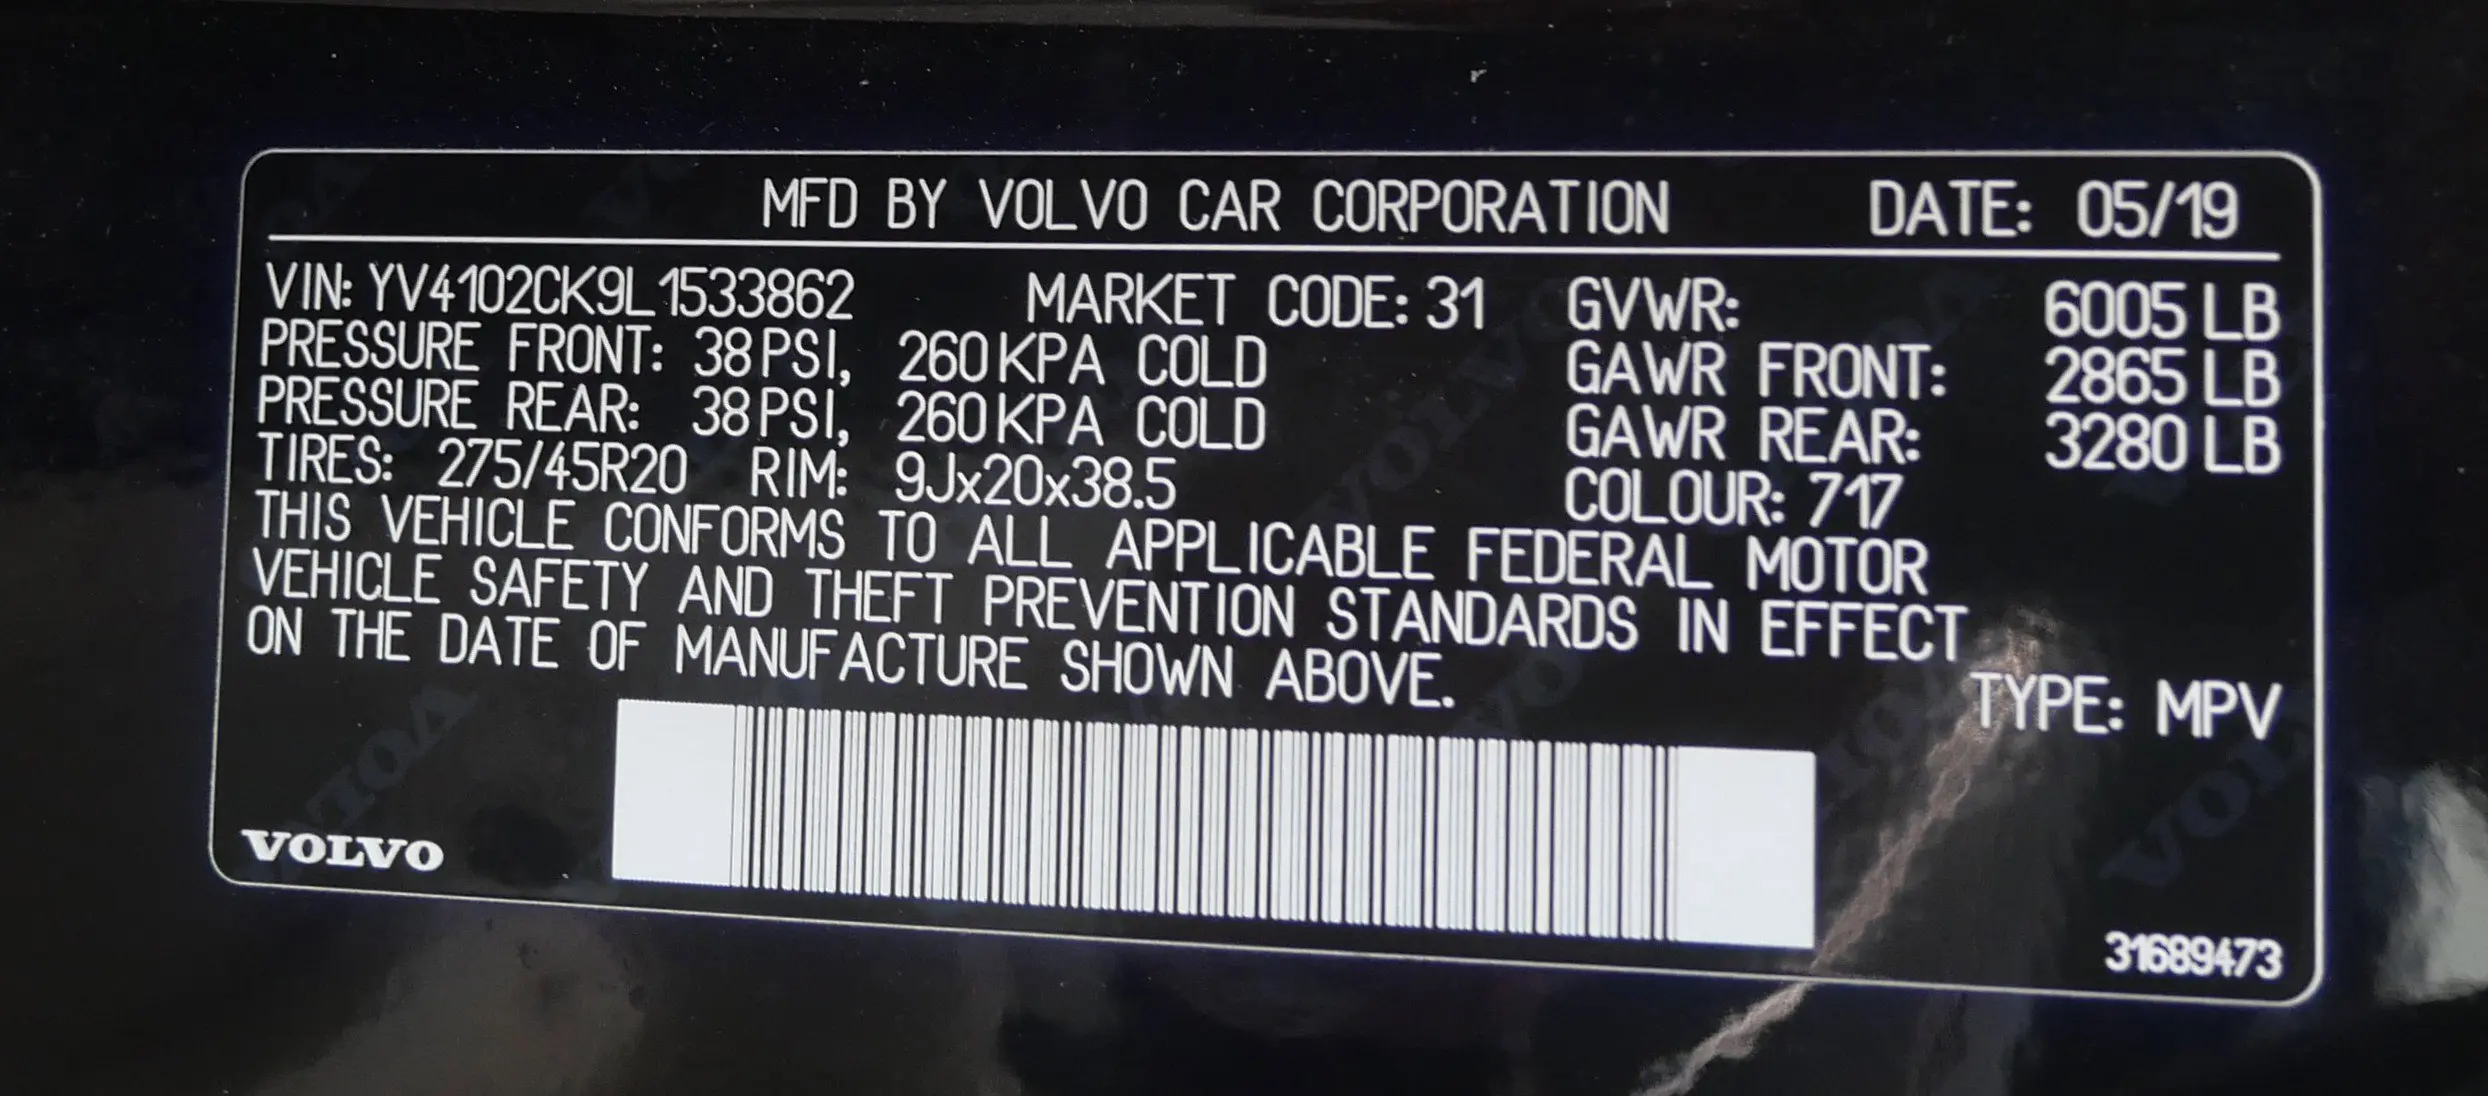 MFD BY VOLVO CAR CORPORATION DATE: 05/19
VIN: YV4102CK9L1533862 MARKET CODE: 31 GVWR: 6005 LB
PRESSURE FRONT: 38 PSI, 260 KPA COLD GAWR FRONT: 2865 LB
PRESSURE REAR: 38 PSI, 260 KPA COLD GAWR REAR: 3280 LB
TIRES: 275/45R20 RIM: 9Jx20x38.5 COLOUR: 717
THIS VEHICLE CONFORMS TO ALL APPLICABLE FEDERAL MOTOR
VEHICLE SAFETY AND THEFT PREVENTION STANDARDS IN EFFECT
ON THE DATE OF MANUFACTURE SHOWN ABOVE.
TYPE: MPV
VOLVO
31689473